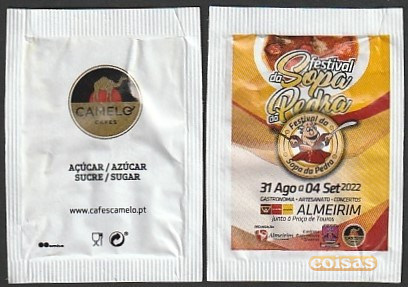 CAMELO
CAFÉS
AÇÚCAR / AZÚCAR
SUCRE / SUGAR
www.cafescamelo.pt
festival
da
Sopa
da
Pedra
Festival da
Sopa da Pedra
31 Ago a 04 Set 2022
GASTRONOMIA • ARTESANATO • CONCERTOS
ALMEIRIM
junto à Praça de Touros
Almeirim
coisas